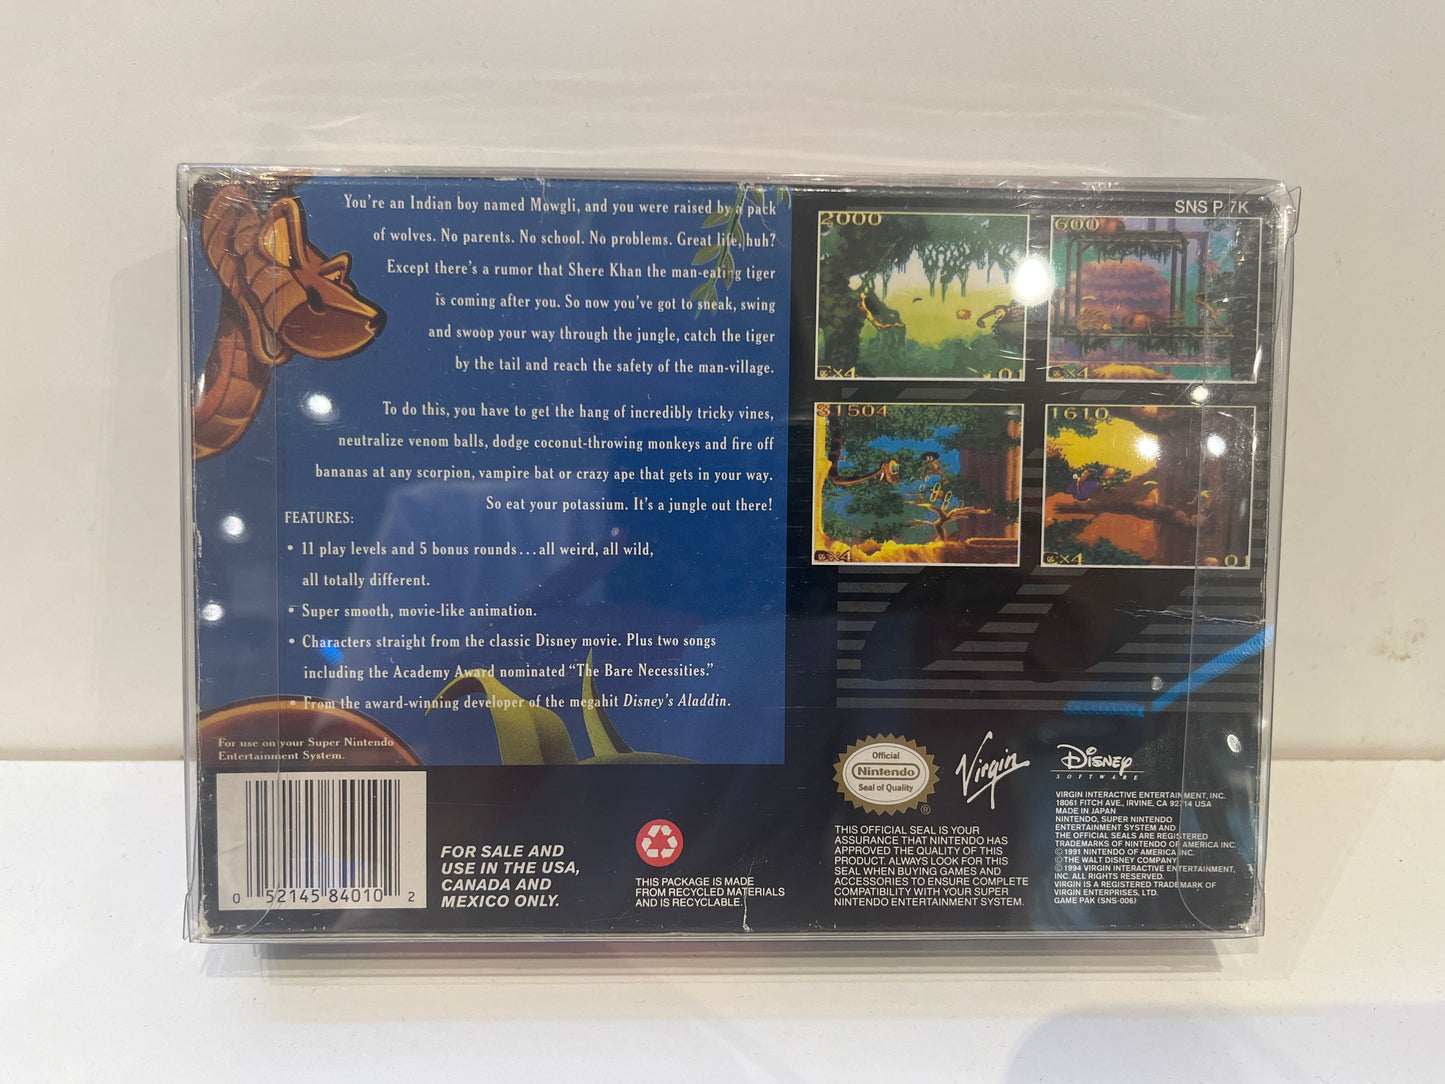 You're an Indian boy named Mowgli, and you were raised by a pack
of wolves. No parents. No school. No problems. Great life, huh?
Except there's a rumor that Shere Khan the man-eating tiger
is coming after you. So now you've got to sneak, swing
and swoop your way through the jungle, catch the tiger
by the tail and reach the safety of the man-village.
To do this, you have to get the hang of incredibly tricky vines,
neutralize venom balls, dodge coconut-throwing monkeys and fire off
bananas at any scorpion, vampire bat or crazy ape that gets in your way.
So eat your potassium. It's a jungle out there!
FEATURES:
• 11 play levels and 5 bonus rounds...all weird, all wild,
all totally different.
• Super smooth, movie-like animation.
• Characters straight from the classic Disney movie. Plus two songs
including the Academy Award nominated "The Bare Necessities."
• From the award-winning developer of the megahit Disney's Aladdin.
For use on your Super Nintendo
Entertainment System.
0 52145 84010 2
FOR SALE AND
USE IN THE USA,
CANADA AND
MEXICO ONLY.
THIS PACKAGE IS MADE
FROM RECYCLED MATERIALS
AND IS RECYCLABLE.
SNS P 7K
2000
X4
01
600
X4
31504
X4
1610
X4
01
Official
Nintendo
Seal of Quality
®
THIS OFFICIAL SEAL IS YOUR
ASSURANCE THAT NINTENDO HAS
APPROVED THE QUALITY OF THIS
PRODUCT. ALWAYS LOOK FOR THIS
SEAL WHEN BUYING GAMES AND
ACCESSORIES TO ENSURE COMPLETE
COMPATIBILITY WITH YOUR SUPER
NINTENDO ENTERTAINMENT SYSTEM.
Virgin
Disney
SOFTWARE
VIRGIN INTERACTIVE ENTERTAINMENT, INC.
18061 FITCH AVE., IRVINE, CA 92714 USA
MADE IN JAPAN
NINTENDO, SUPER NINTENDO
ENTERTAINMENT SYSTEM AND
THE OFFICIAL SEALS ARE REGISTERED
TRADEMARKS OF NINTENDO OF AMERICA INC.
© 1991 NINTENDO OF AMERICA INC.
© THE WALT DISNEY COMPANY
© 1994 VIRGIN INTERACTIVE ENTERTAINMENT,
INC. ALL RIGHTS RESERVED.
VIRGIN IS A REGISTERED TRADEMARK OF
VIRGIN ENTERPRISES, LTD.
GAME PAK (SNS-006)